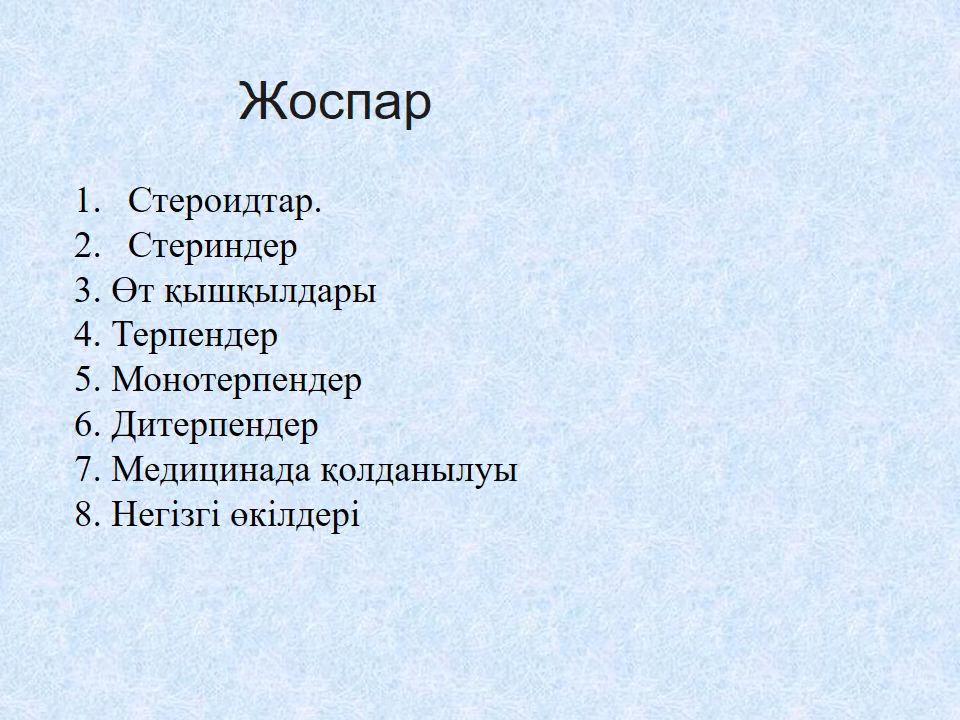 Жоспар
1. Стероидтар.
2. Стериндер
3. Өт қышқылдары
4. Терпендер
5. Монотерпендер
6. Дитерпендер
7. Медицинада қолданылуы
8. Негізгі өкілдері